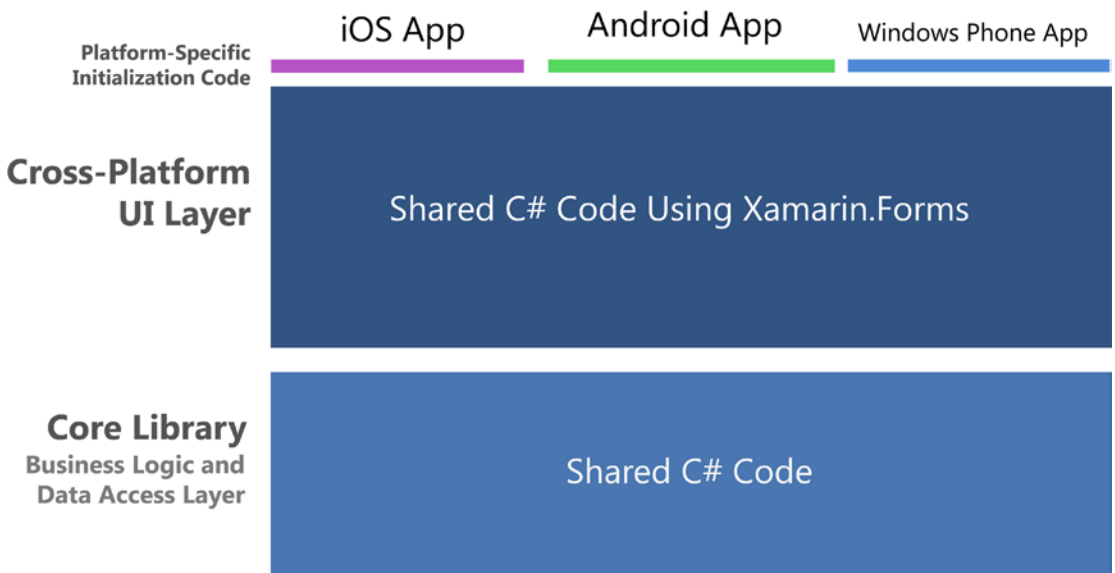 iOS App
Android App
Windows Phone App
Platform-Specific
Initialization Code
Cross-Platform
UI Layer
Shared C# Code Using Xamarin.Forms
Core Library
Business Logic and
Data Access Layer
Shared C# Code